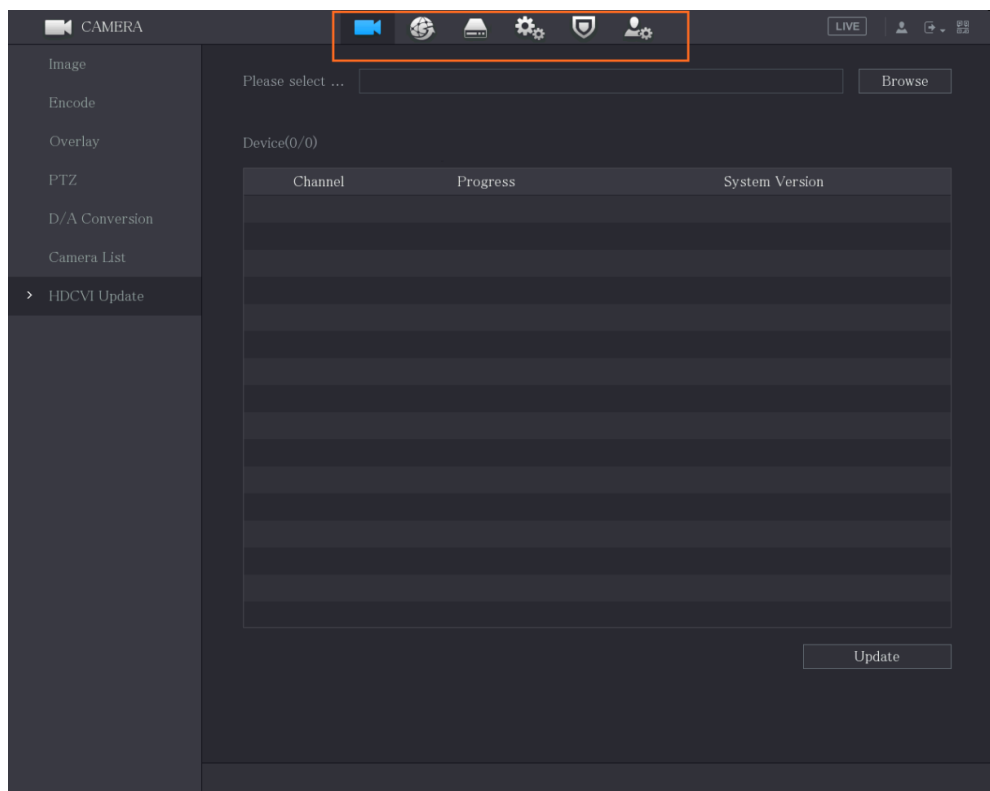 CAMERA
LIVE
Image
Encode
Overlay
PTZ
D/A Conversion
Camera List
HDCVI Update
Please select ...
Browse
Device(0/0)
Channel Progress System Version
Update